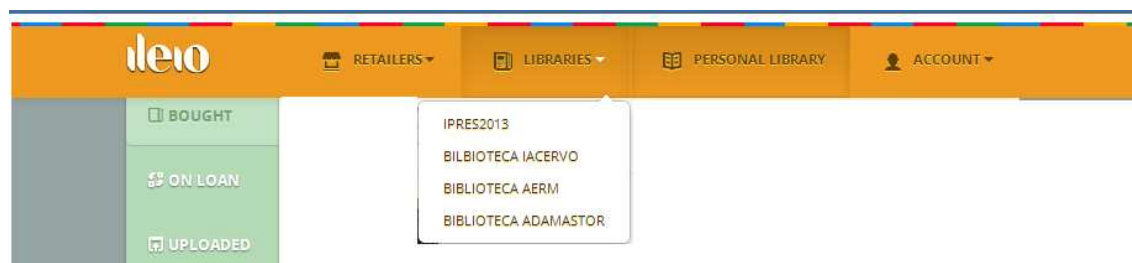 ileio
RETAILERS
LIBRARIES
PERSONAL LIBRARY
ACCOUNT
BOUGHT
ON LOAN
UPLOADED
IPRES2013
BILBIOTECA IACERVO
BIBLIOTECA AERM
BIBLIOTECA ADAMASTOR